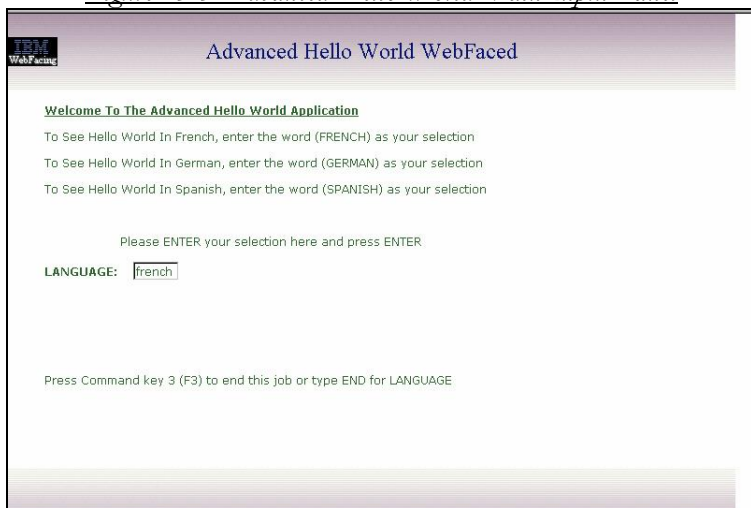 IBM
WebFacing
Advanced Hello World WebFaced
Welcome To The Advanced Hello World Application
To See Hello World In French, enter the word (FRENCH) as your selection
To See Hello World In German, enter the word (GERMAN) as your selection
To See Hello World In Spanish, enter the word (SPANISH) as your selection
Please ENTER your selection here and press ENTER
LANGUAGE: french
Press Command key 3 (F3) to end this job or type END for LANGUAGE